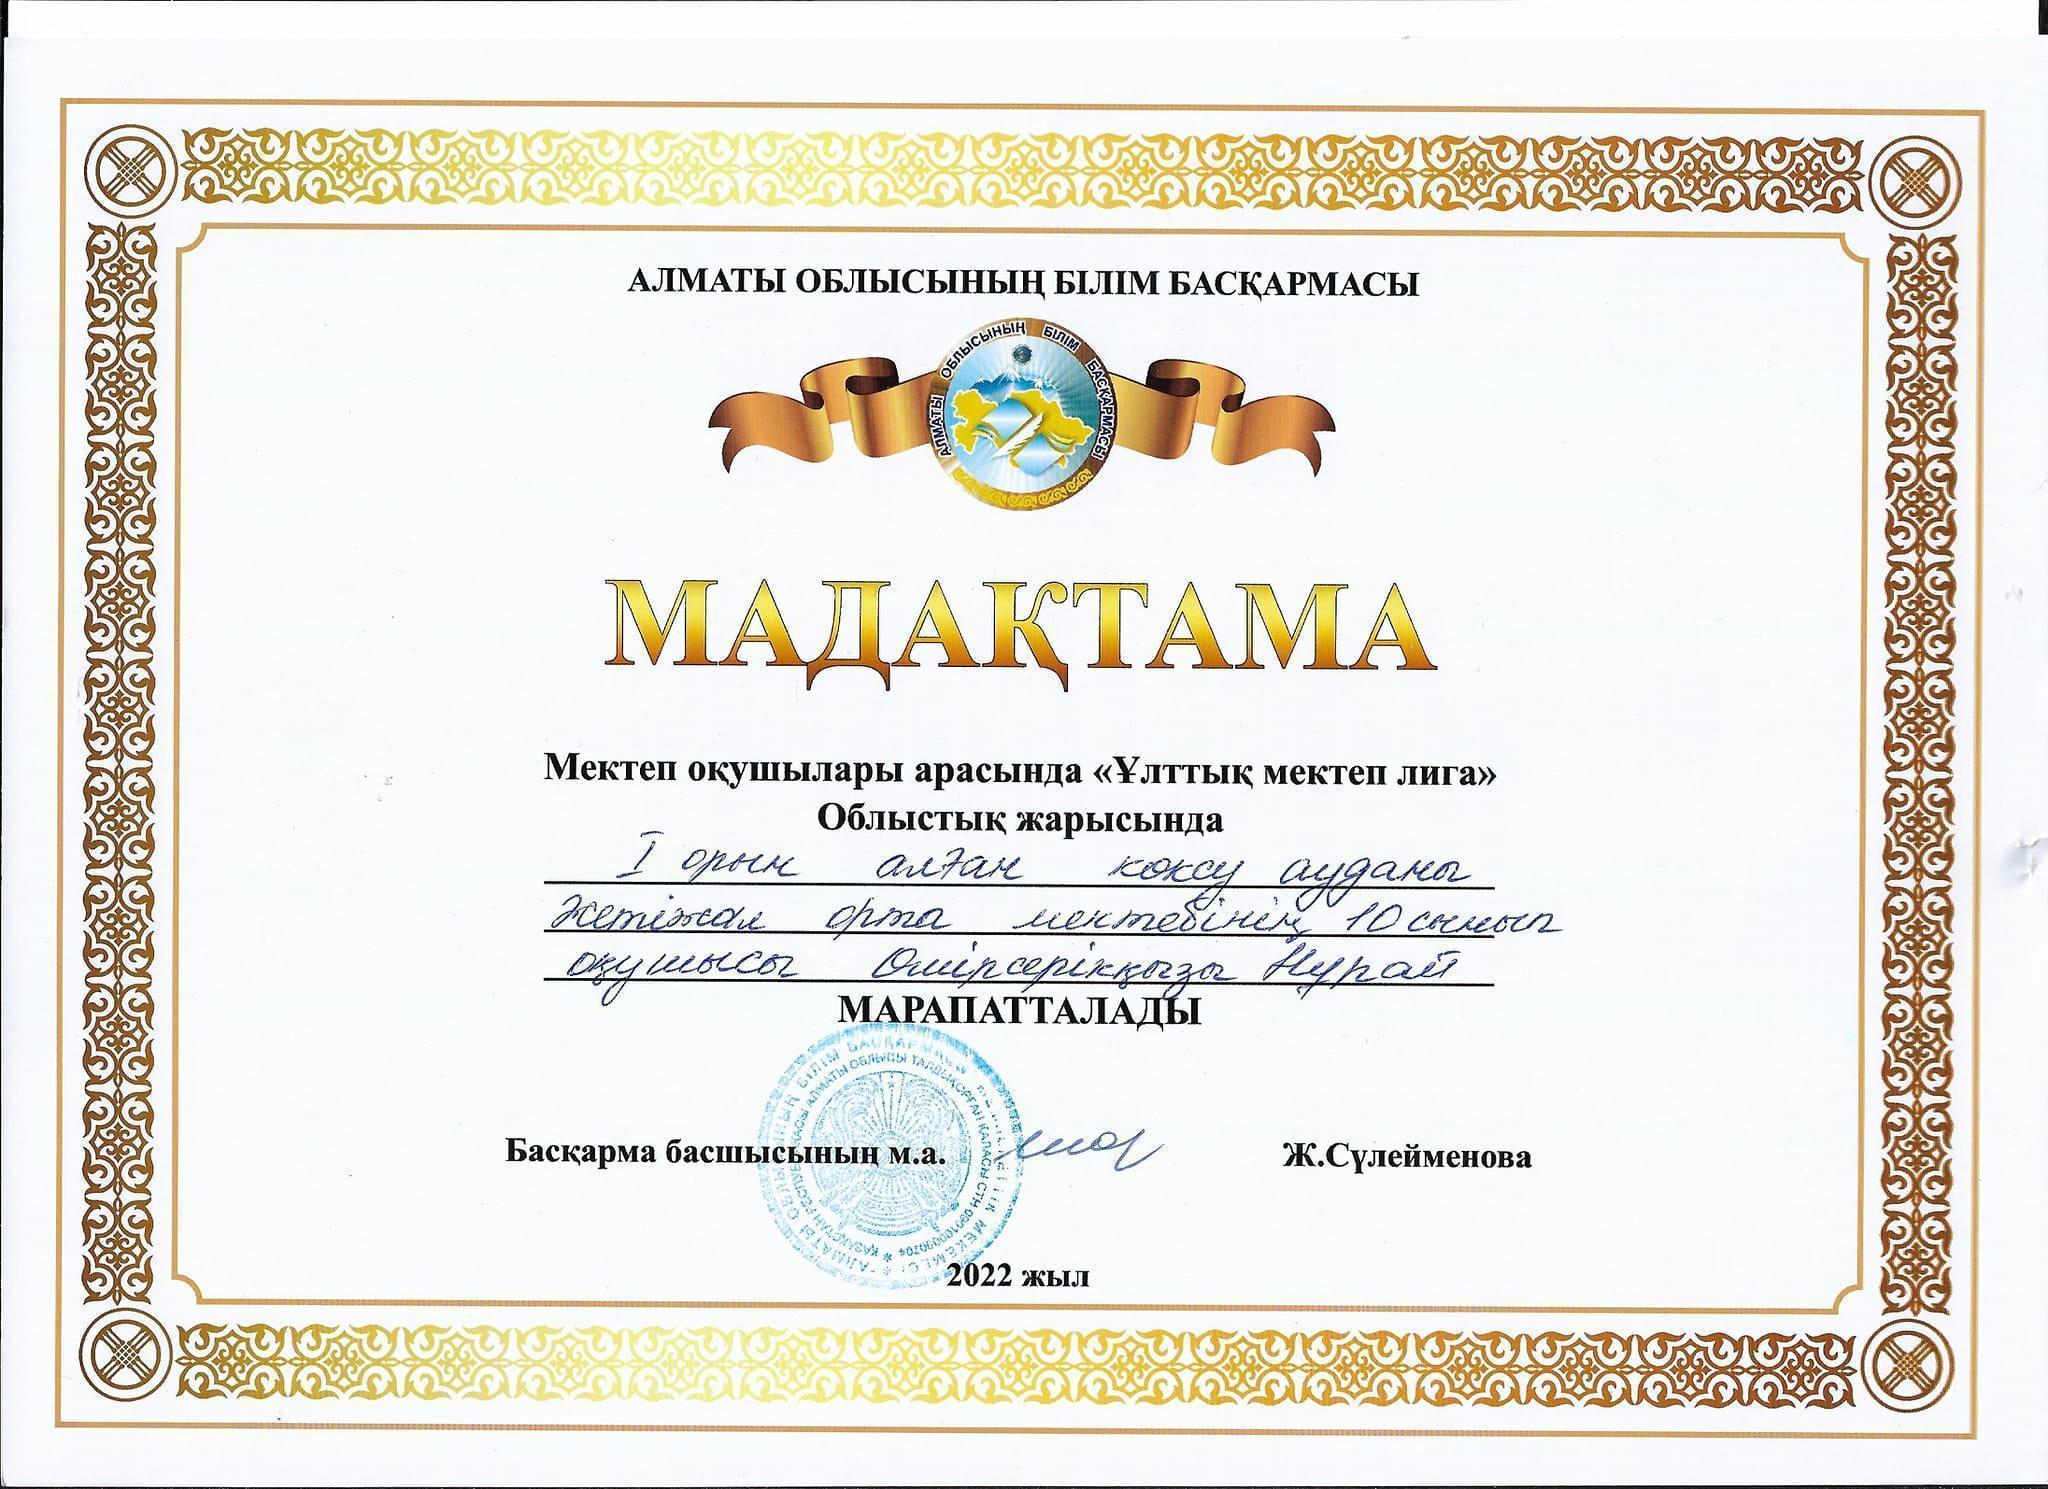 АЛМАТЫ ОБЛЫСЫНЫҢ БІЛІМ БАСҚАРМАСЫ
АЛМАТЫ ОБЛЫСЫНЫҢ БІЛІМ БАСҚАРМАСЫ
МАДАҚТАМА
Мектеп оқушылары арасында «Ұлттық мектеп лига»
Облыстық жарысында
I орын алған көксу ауданы
Жетіжал орта мектебінің 10 сынып
оқушысы Өмірсерікқызы Нұрай
МАРАПАТТАЛАДЫ
Басқарма басшысының м.а. Ж.Сүлейменова
2022 жыл